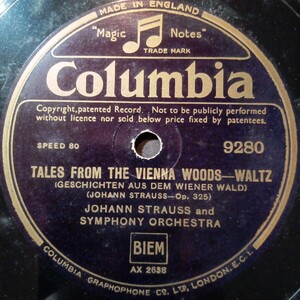 MADE IN ENGLAND
"Magic Notes"
TRADE MARK
Columbia
Copyright, patented Record. Not to be publicly performed
without licence nor sold below price fixed by patentees.
SPEED 80
9280
TALES FROM THE VIENNA WOODS—WALTZ
(GESCHICHTEN AUS DEM WIENER WALD)
(JOHANN STRAUSS—Op. 325)
JOHANN STRAUSS and
SYMPHONY ORCHESTRA
BIEM
AX 2638
COLUMBIA GRAPHOPHONE CO. LTD., LONDON. E.C.1.